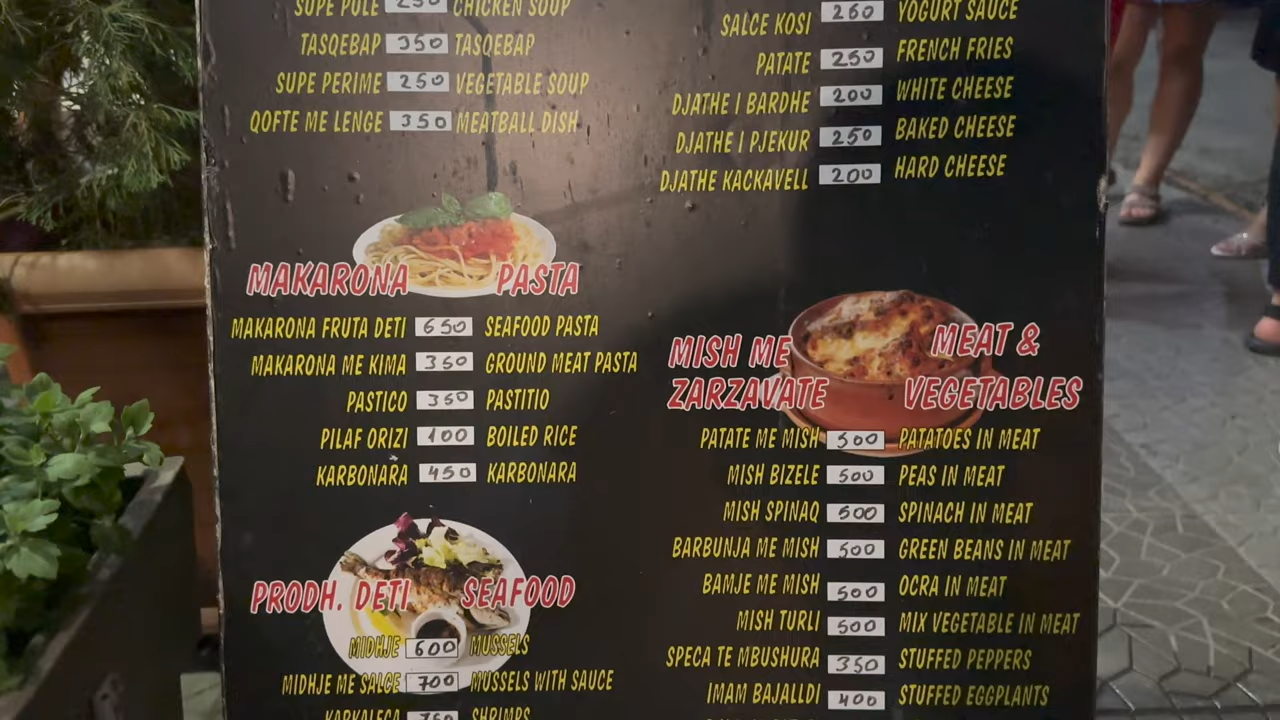 SUPE PULE 250 CHICKEN SOUP
TASQEBAP 350 TASQEBAP
SUPE PERIME 250 VEGETABLE SOUP
QOFTE ME LENGE 350 MEATBALL DISH
MAKARONA PASTA
MAKARONA FRUTA DETI 650 SEAFOOD PASTA
MAKARONA ME KIMA 350 GROUND MEAT PASTA
PASTICO 350 PASTITIO
PILAF ORIZI 100 BOILED RICE
KARBONARA 450 KARBONARA
PRODH. DETI SEAFOOD
MIDHJE 600 MUSSELS
MIDHJE ME SALCE 700 MUSSELS WITH SAUCE
KARKALECA 750 SHRIMPS
SALCE KOSI 260 YOGURT SAUCE
PATATE 250 FRENCH FRIES
DJATHE I BARDHE 200 WHITE CHEESE
DJATHE I PJEKUR 250 BAKED CHEESE
DJATHE KACKAVELL 200 HARD CHEESE
MISH ME MEAT &
ZARZAVATE VEGETABLES
PATATE ME MISH 500 PATATOES IN MEAT
MISH BIZELE 500 PEAS IN MEAT
MISH SPINAQ 500 SPINACH IN MEAT
BARBUNJA ME MISH 500 GREEN BEANS IN MEAT
BAMJE ME MISH 500 OCRA IN MEAT
MISH TURLI 500 MIX VEGETABLE IN MEAT
SPECA TE MBUSHURA 350 STUFFED PEPPERS
IMAM BAJALLDI 400 STUFFED EGGPLANTS